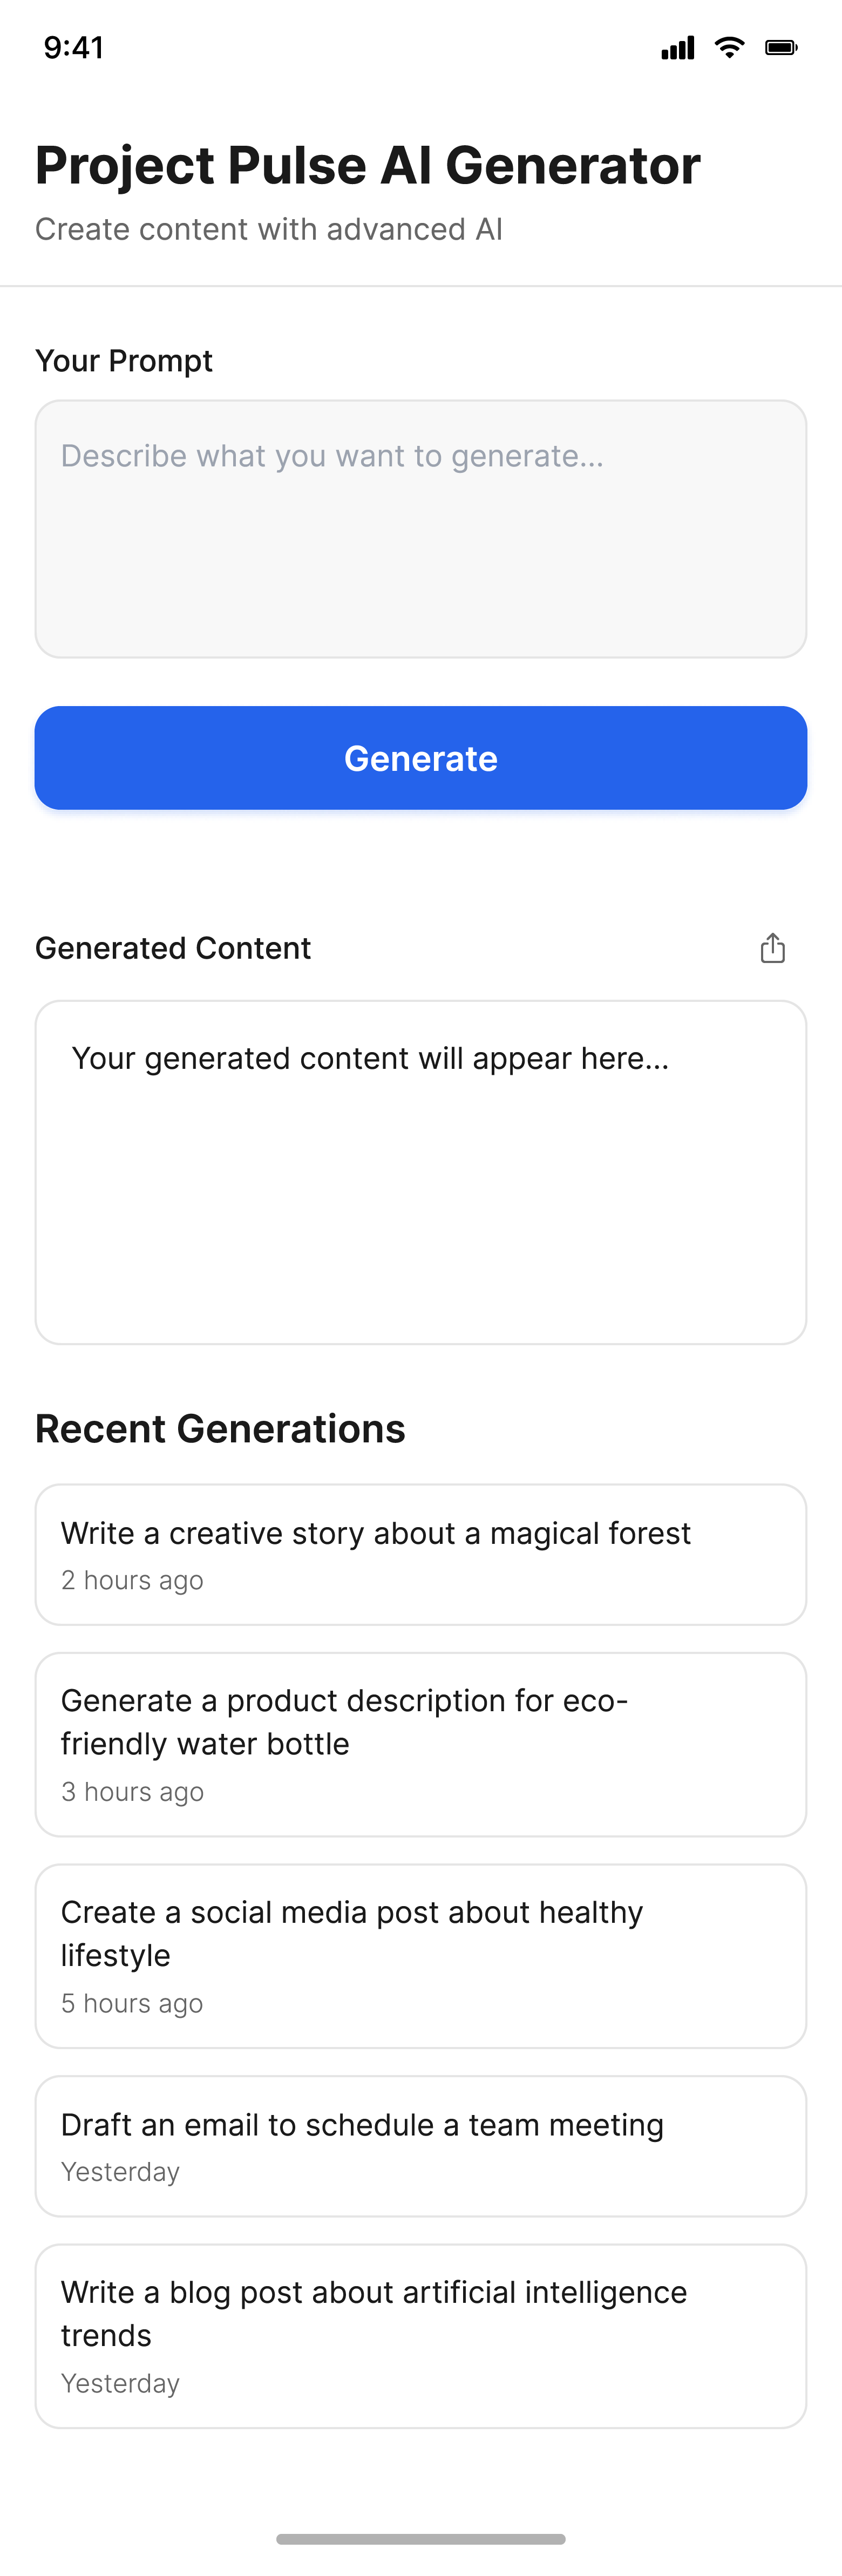 9:41
Project Pulse AI Generator
Create content with advanced AI
Your Prompt
Describe what you want to generate...
Generate
Generated Content
Your generated content will appear here...
Recent Generations
Write a creative story about a magical forest
2 hours ago
Generate a product description for eco-
friendly water bottle
3 hours ago
Create a social media post about healthy
lifestyle
5 hours ago
Draft an email to schedule a team meeting
Yesterday
Write a blog post about artificial intelligence
trends
Yesterday